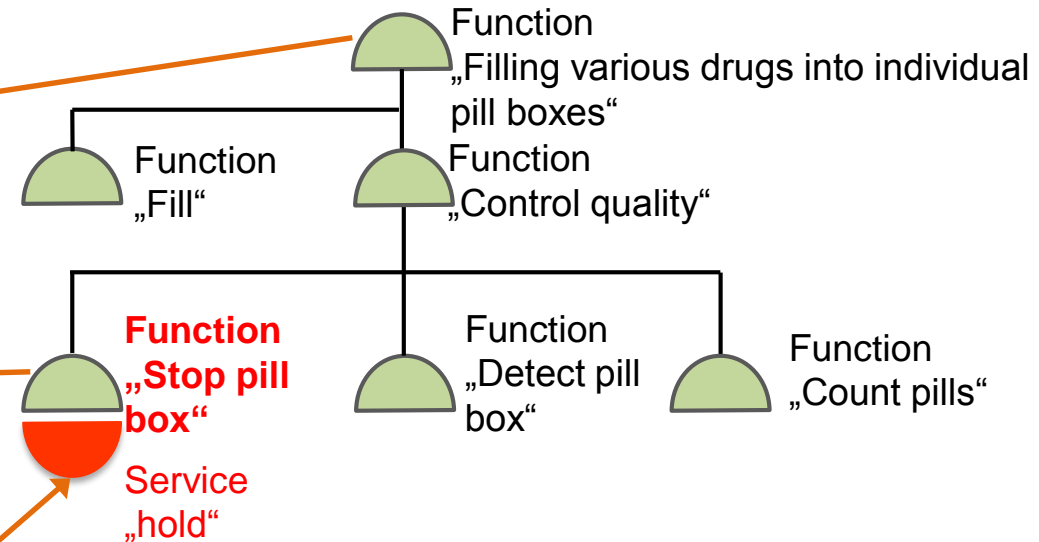 Function
„Filling various drugs into individual
pill boxes“
Function
„Fill“
Function
„Control quality“
Function
„Stop pill
box“
Service
„hold“
Function
„Detect pill
box“
Function
„Count pills“